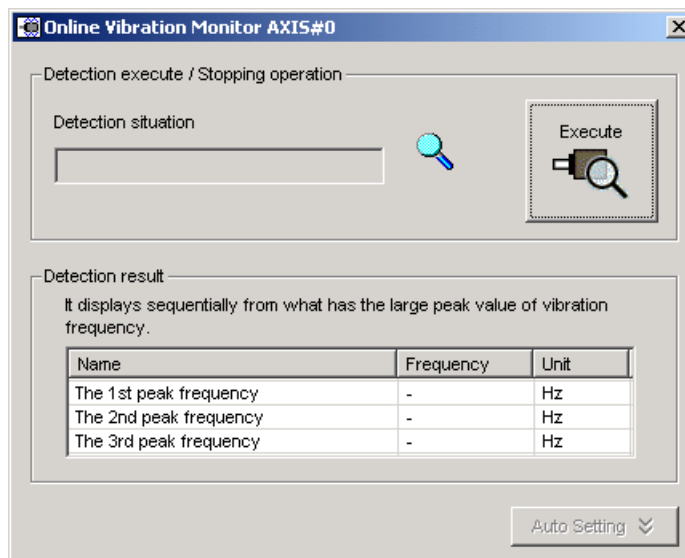 Online Vibration Monitor AXIS#0
Detection execute / Stopping operation
Detection situation
Execute
Detection result
It displays sequentially from what has the large peak value of vibration
frequency.
Name Frequency Unit
The 1st peak frequency - Hz
The 2nd peak frequency - Hz
The 3rd peak frequency - Hz
Auto Setting